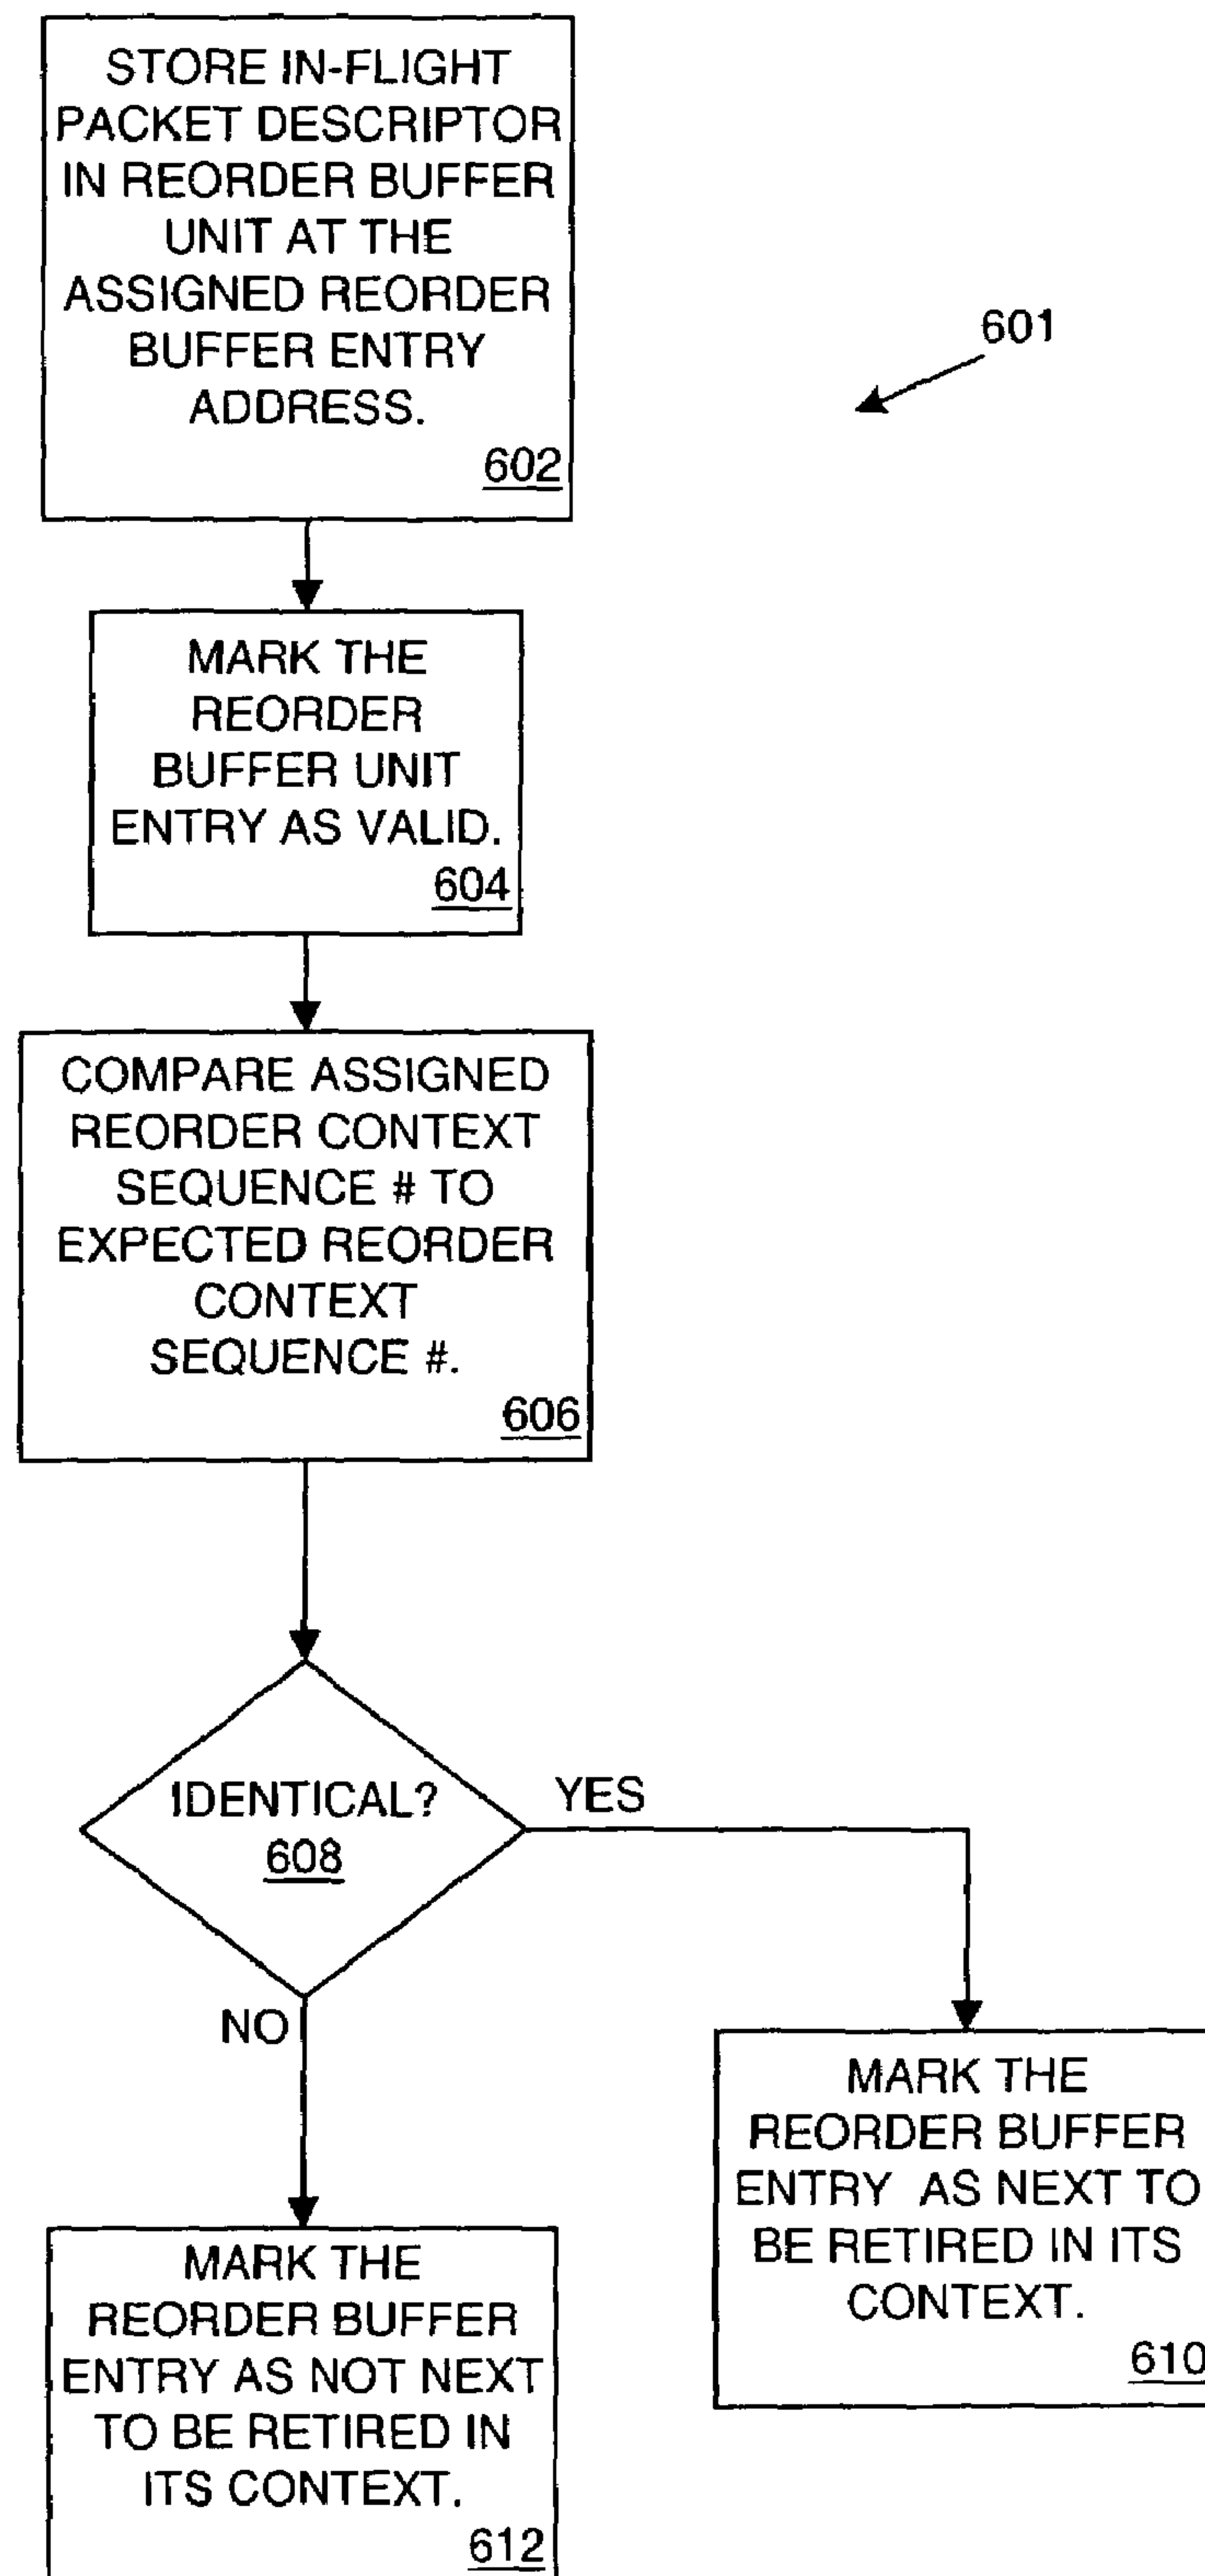 STORE IN-FLIGHT
PACKET DESCRIPTOR
IN REORDER BUFFER
UNIT AT THE
ASSIGNED REORDER
BUFFER ENTRY
ADDRESS.
602
601
MARK THE
REORDER
BUFFER UNIT
ENTRY AS VALID.
604
COMPARE ASSIGNED
REORDER CONTEXT
SEQUENCE # TO
EXPECTED REORDER
CONTEXT
SEQUENCE #.
606
IDENTICAL?
608
YES
NO
MARK THE
REORDER BUFFER
ENTRY AS NEXT TO
BE RETIRED IN ITS
CONTEXT.
610
MARK THE
REORDER BUFFER
ENTRY AS NOT NEXT
TO BE RETIRED IN
ITS CONTEXT.
612